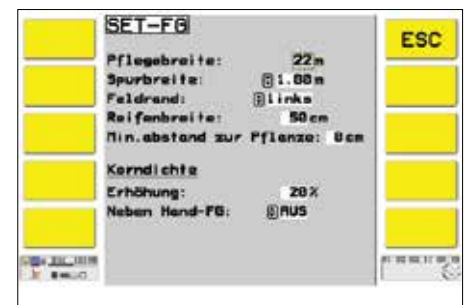 SET-FG
ESC
Pflegebreite: 22m
Spurbreite: 1.80m
Feldrand: links
Reifenbreite: 50cm
Min.abstand zur Pflanze: 8cm
Korndichte
Erhöhung: 20%
Neben Hand-FG: AUS